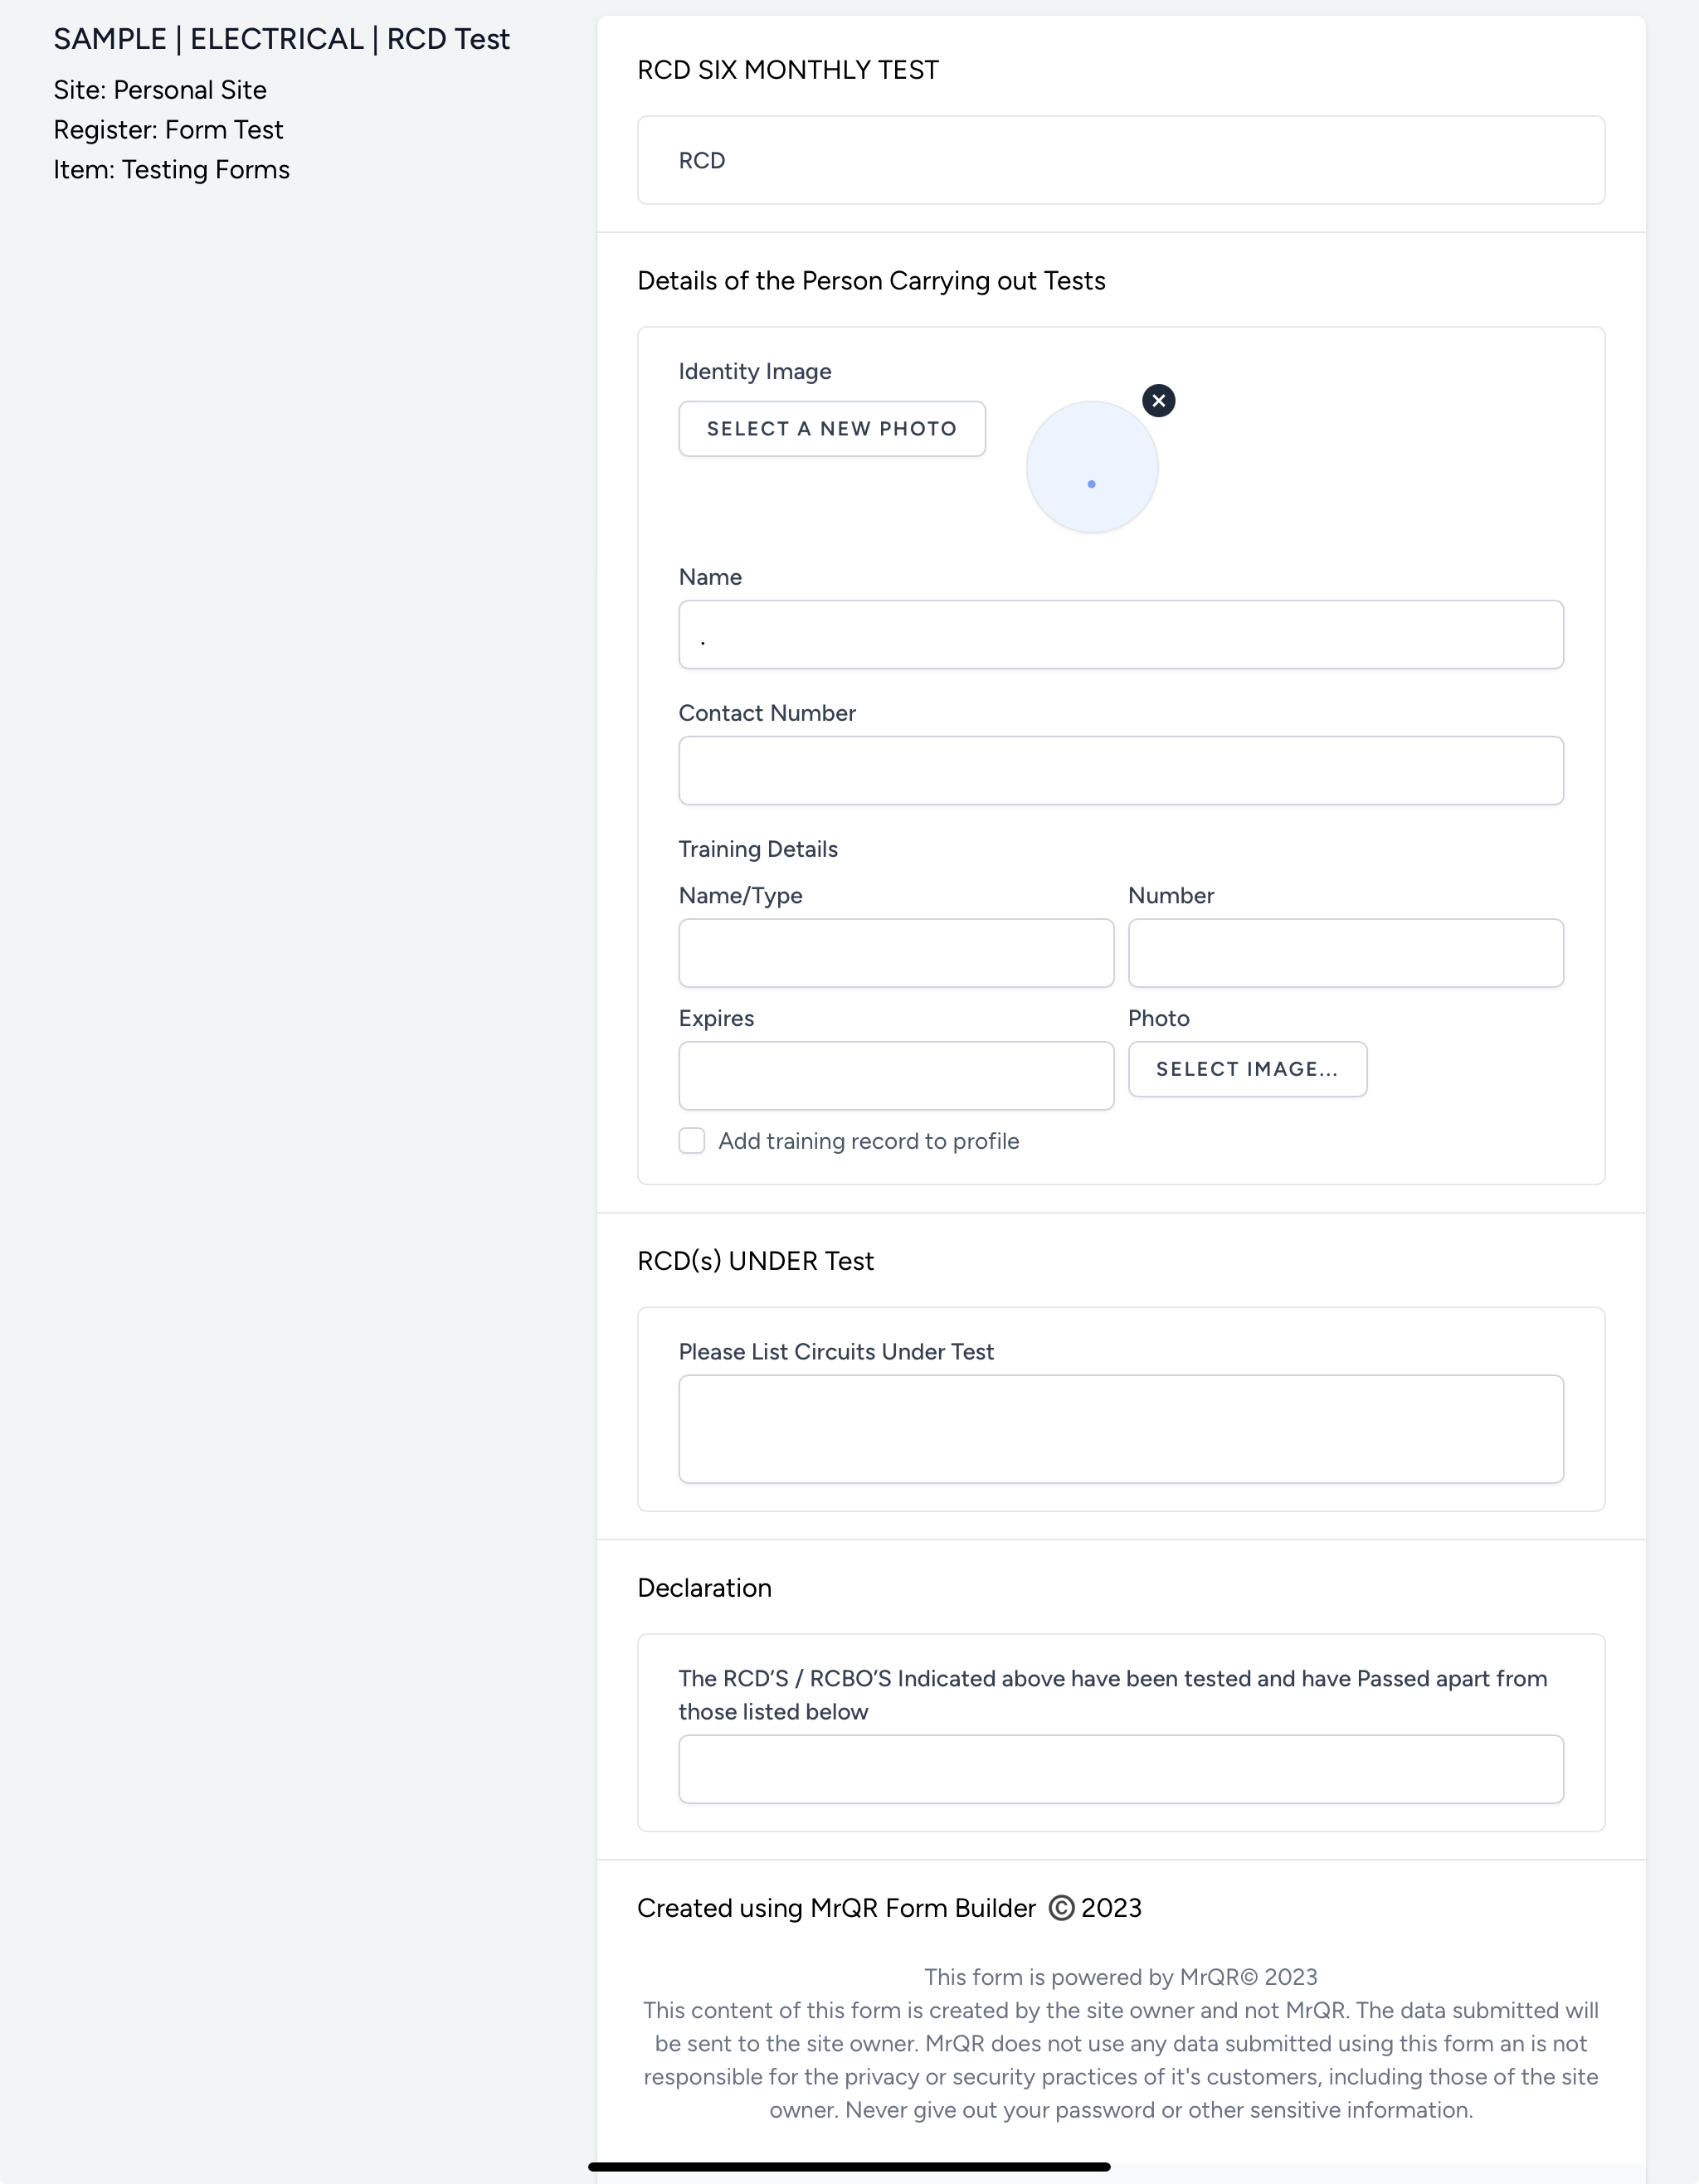 SAMPLE | ELECTRICAL | RCD Test
Site: Personal Site
Register: Form Test
Item: Testing Forms
RCD SIX MONTHLY TEST
RCD
Details of the Person Carrying out Tests
Identity Image
SELECT A NEW PHOTO
.
Name
.
Contact Number
Training Details
Name/Type
Number
Expires
Photo
SELECT IMAGE...
Add training record to profile
RCD(s) UNDER Test
Please List Circuits Under Test
Declaration
The RCD’S / RCBO’S Indicated above have been tested and have Passed apart from
those listed below
Created using MrQR Form Builder © 2023
This form is powered by MrQR© 2023
This content of this form is created by the site owner and not MrQR. The data submitted will
be sent to the site owner. MrQR does not use any data submitted using this form an is not
responsible for the privacy or security practices of it's customers, including those of the site
owner. Never give out your password or other sensitive information.